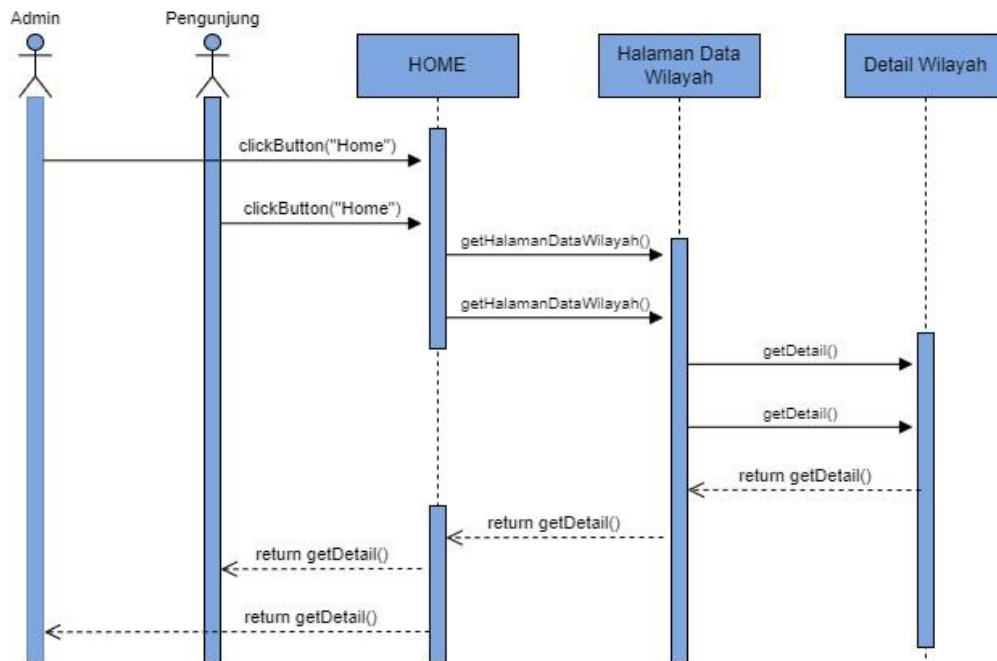 Admin
Pengunjung
HOME
Halaman Data
Wilayah
Detail Wilayah
clickButton("Home")
clickButton("Home")
getHalamanDataWilayah()
getHalamanDataWilayah()
getDetail()
getDetail()
return getDetail()
return getDetail()
return getDetail()
return getDetail()